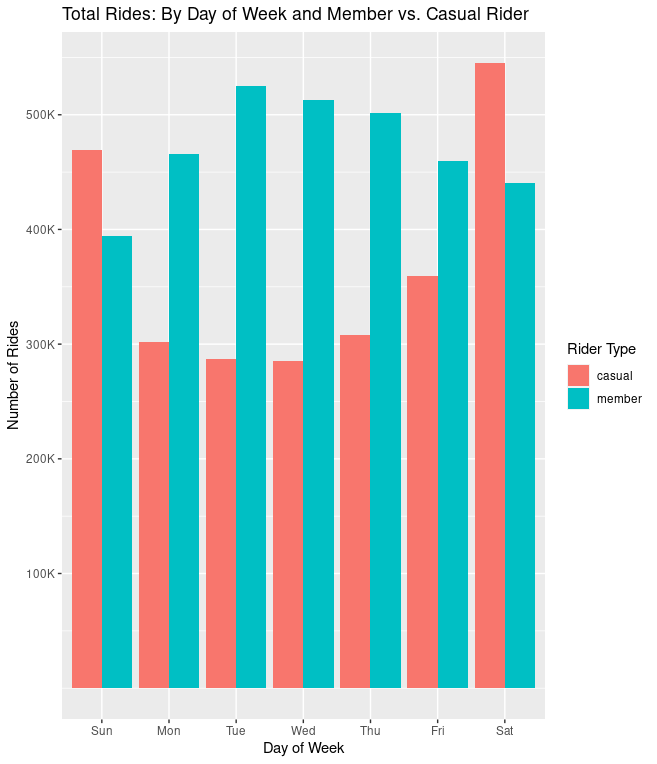 Total Rides: By Day of Week and Member vs. Casual Rider
500K
400K
300K
200K
100K
Number of Rides
Sun Mon Tue Wed Thu Fri Sat
Day of Week
Rider Type
casual
member